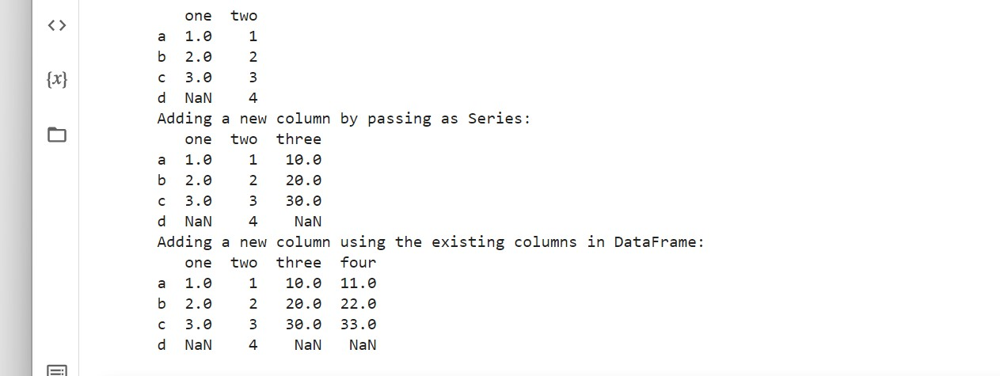 one  two
a  1.0    1
b  2.0    2
c  3.0    3
d  NaN    4
Adding a new column by passing as Series:
   one  two  three
a  1.0    1   10.0
b  2.0    2   20.0
c  3.0    3   30.0
d  NaN    4    NaN
Adding a new column using the existing columns in DataFrame:
   one  two  three  four
a  1.0    1   10.0  11.0
b  2.0    2   20.0  22.0
c  3.0    3   30.0  33.0
d  NaN    4    NaN   NaN
<>
{x}